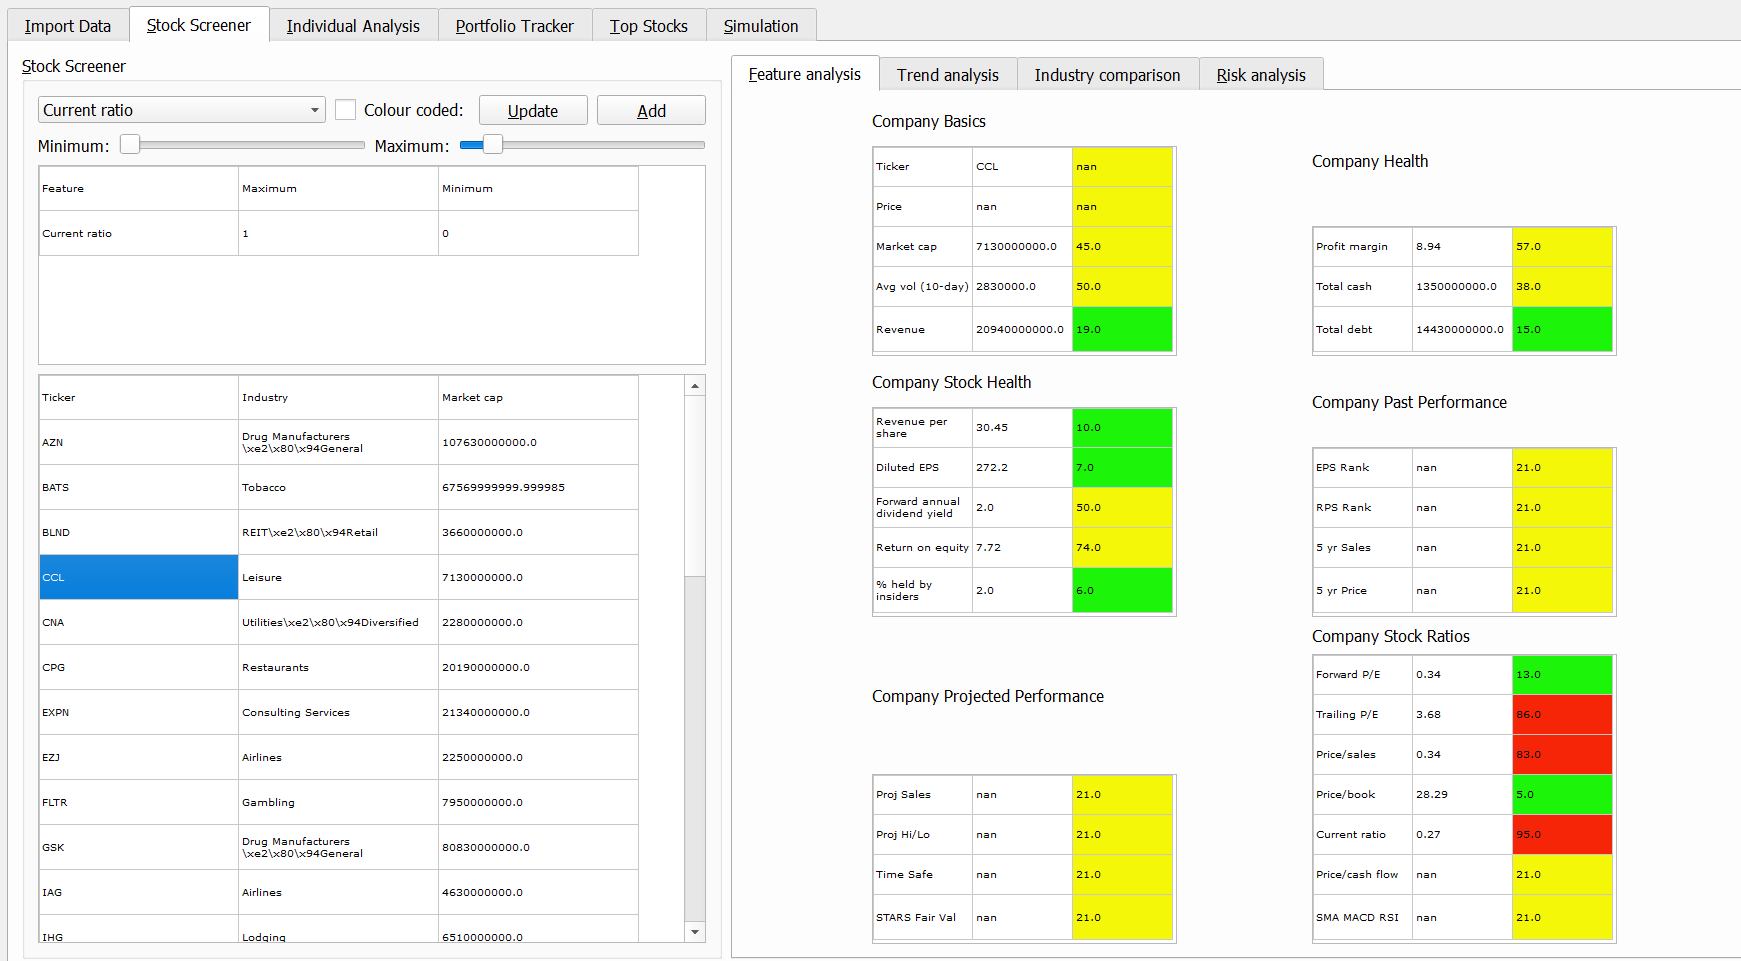 Import Data
Stock Screener
Individual Analysis
Portfolio Tracker
Top Stocks
Simulation
Stock Screener
Current ratio
Colour coded:
Update
Add
Minimum:
Maximum:
Feature Maximum Minimum
Current ratio 1 0
Ticker Industry Market cap
AZN Drug Manufacturers \xe2\x80\x94General 107630000000.0
BATS Tobacco 67569999999.999985
BLND REIT\xe2\x80\x94Retail 3660000000.0
CCL Leisure 7130000000.0
CNA Utilities\xe2\x80\x94Diversified 2280000000.0
CPG Restaurants 20190000000.0
EXPN Consulting Services 21340000000.0
EZJ Airlines 2250000000.0
FLTR Gambling 7950000000.0
GSK Drug Manufacturers \xe2\x80\x94General 80830000000.0
IAG Airlines 4630000000.0
IHG Lodging 6510000000.0
Feature analysis
Trend analysis
Industry comparison
Risk analysis
Company Basics
Ticker CCL nan
Price nan nan
Market cap 7130000000.0 45.0
Avg vol (10-day) 2830000.0 50.0
Revenue 20940000000.0 19.0
Company Health
Profit margin 8.94 57.0
Total cash 1350000000.0 38.0
Total debt 14430000000.0 15.0
Company Stock Health
Revenue per share 30.45 10.0
Diluted EPS 272.2 7.0
Forward annual dividend yield 2.0 50.0
Return on equity 7.72 74.0
% held by insiders 2.0 6.0
Company Past Performance
EPS Rank nan 21.0
RPS Rank nan 21.0
5 yr Sales nan 21.0
5 yr Price nan 21.0
Company Projected Performance
Proj Sales nan 21.0
Proj Hi/Lo nan 21.0
Time Safe nan 21.0
STARS Fair Val nan 21.0
Company Stock Ratios
Forward P/E 0.34 13.0
Trailing P/E 3.68 86.0
Price/sales 0.34 83.0
Price/book 28.29 5.0
Current ratio 0.27 95.0
Price/cash flow nan 21.0
SMA MACD RSI nan 21.0